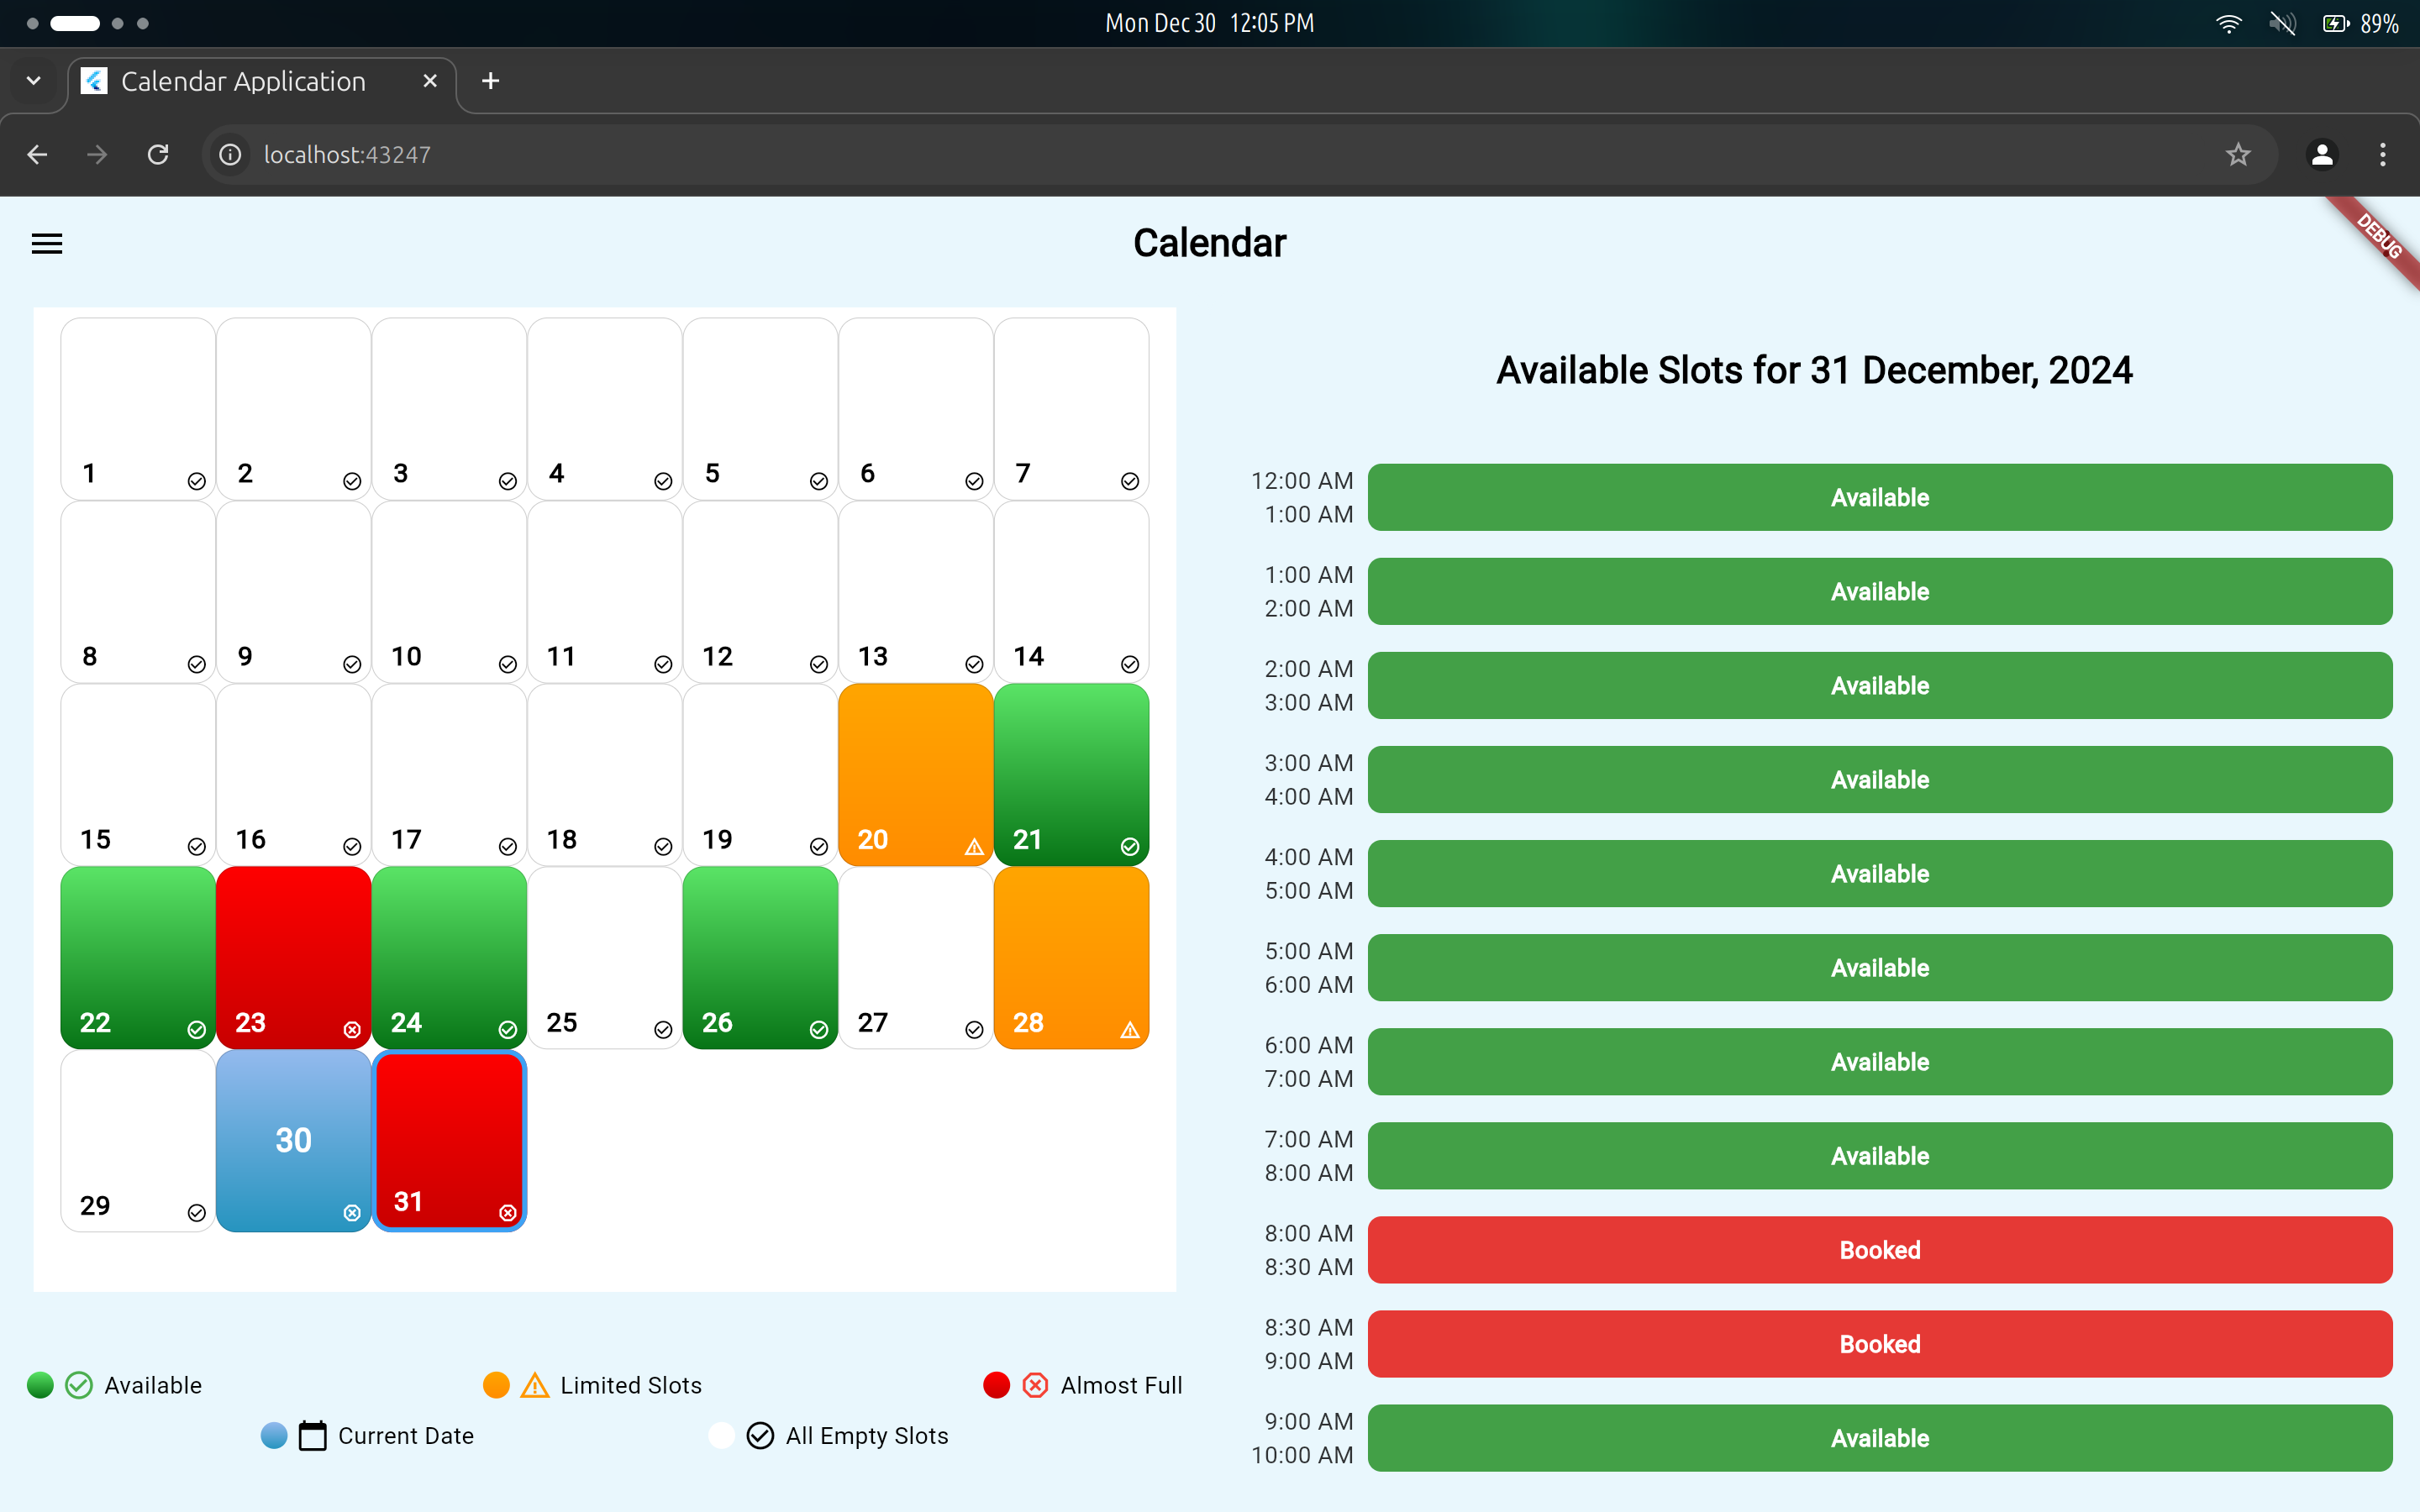 Mon Dec 30 12:05 PM
89%
Calendar Application
localhost:43247
Calendar
DEBUG
1 2 3 4 5 6 7
8 9 10 11 12 13 14
15 16 17 18 19 20 21
22 23 24 25 26 27 28
29 30 31
Available Limited Slots Almost Full
Current Date All Empty Slots
Available Slots for 31 December, 2024
12:00 AM
1:00 AM
Available
1:00 AM
2:00 AM
Available
2:00 AM
3:00 AM
Available
3:00 AM
4:00 AM
Available
4:00 AM
5:00 AM
Available
5:00 AM
6:00 AM
Available
6:00 AM
7:00 AM
Available
7:00 AM
8:00 AM
Available
8:00 AM
8:30 AM
Booked
8:30 AM
9:00 AM
Booked
9:00 AM
10:00 AM
Available